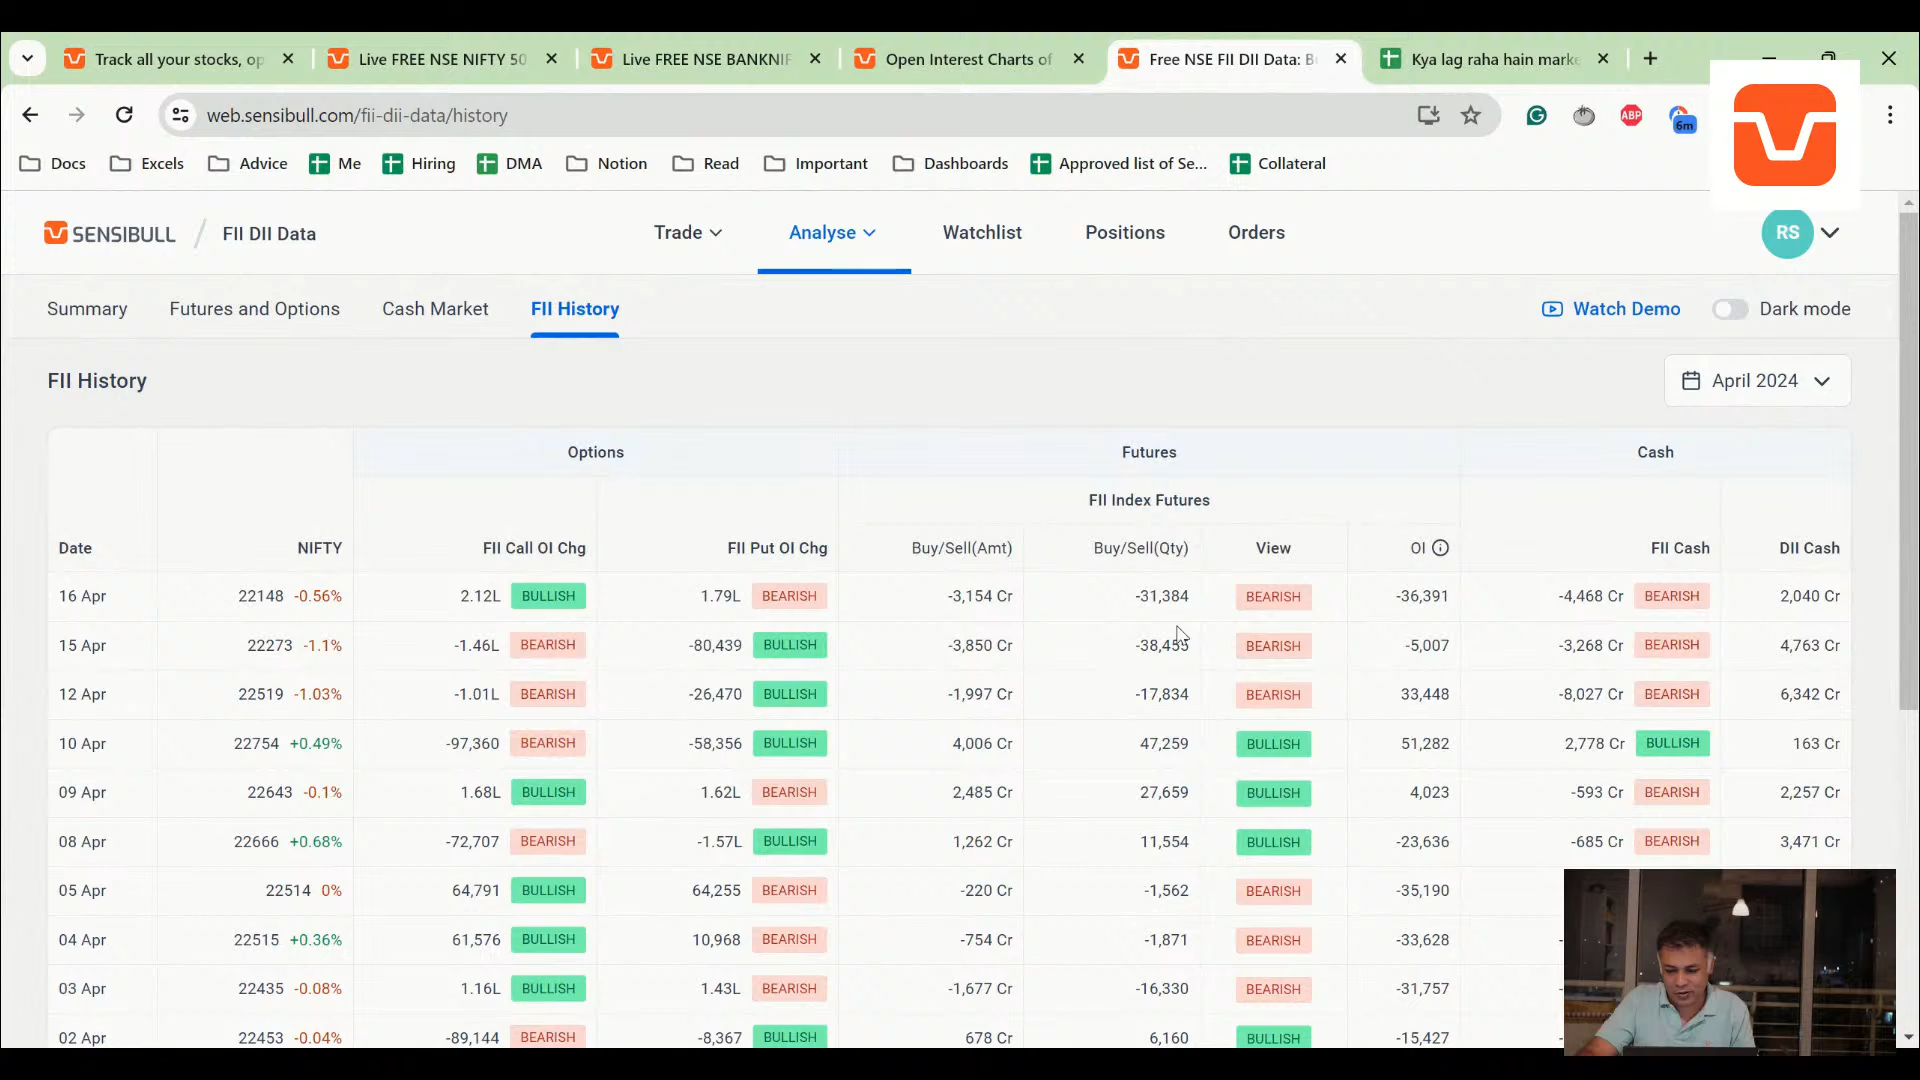 Track all your stocks, op
Live FREE NSE NIFTY 50
Live FREE NSE BANKNIF
Open Interest Charts of
Free NSE FII DII Data: B
Kya lag raha hain mark
web.sensibull.com/fii-dii-data/history
ABP
6m
Docs Excels Advice Me Hiring DMA Notion Read Important Dashboards Approved list of Se... Collateral
SENSIBULL / FII DII Data
Trade Analyse Watchlist Positions Orders
RS
Summary Futures and Options Cash Market FII History
Watch Demo Dark mode
FII History
April 2024
Options Futures Cash
FII Index Futures
Date NIFTY FII Call OI Chg FII Put OI Chg Buy/Sell(Amt) Buy/Sell(Qty) View OI FII Cash DII Cash
16 Apr 22148 -0.56% 2.12L BULLISH 1.79L BEARISH -3,154 Cr -31,384 BEARISH -36,391 -4,468 Cr BEARISH 2,040 Cr
15 Apr 22273 -1.1% -1.46L BEARISH -80,439 BULLISH -3,850 Cr -38,455 BEARISH -5,007 -3,268 Cr BEARISH 4,763 Cr
12 Apr 22519 -1.03% -1.01L BEARISH -26,470 BULLISH -1,997 Cr -17,834 BEARISH 33,448 -8,027 Cr BEARISH 6,342 Cr
10 Apr 22754 +0.49% -97,360 BEARISH -58,356 BULLISH 4,006 Cr 47,259 BULLISH 51,282 2,778 Cr BULLISH 163 Cr
09 Apr 22643 -0.1% 1.68L BULLISH 1.62L BEARISH 2,485 Cr 27,659 BULLISH 4,023 -593 Cr BEARISH 2,257 Cr
08 Apr 22666 +0.68% -72,707 BEARISH -1.57L BULLISH 1,262 Cr 11,554 BULLISH -23,636 -685 Cr BEARISH 3,471 Cr
05 Apr 22514 0% 64,791 BULLISH 64,255 BEARISH -220 Cr -1,562 BEARISH -35,190
04 Apr 22515 +0.36% 61,576 BULLISH 10,968 BEARISH -754 Cr -1,871 BEARISH -33,628
03 Apr 22435 -0.08% 1.16L BULLISH 1.43L BEARISH -1,677 Cr -16,330 BEARISH -31,757
02 Apr 22453 -0.04% -89,144 BEARISH -8,367 BULLISH 678 Cr 6,160 BULLISH -15,427